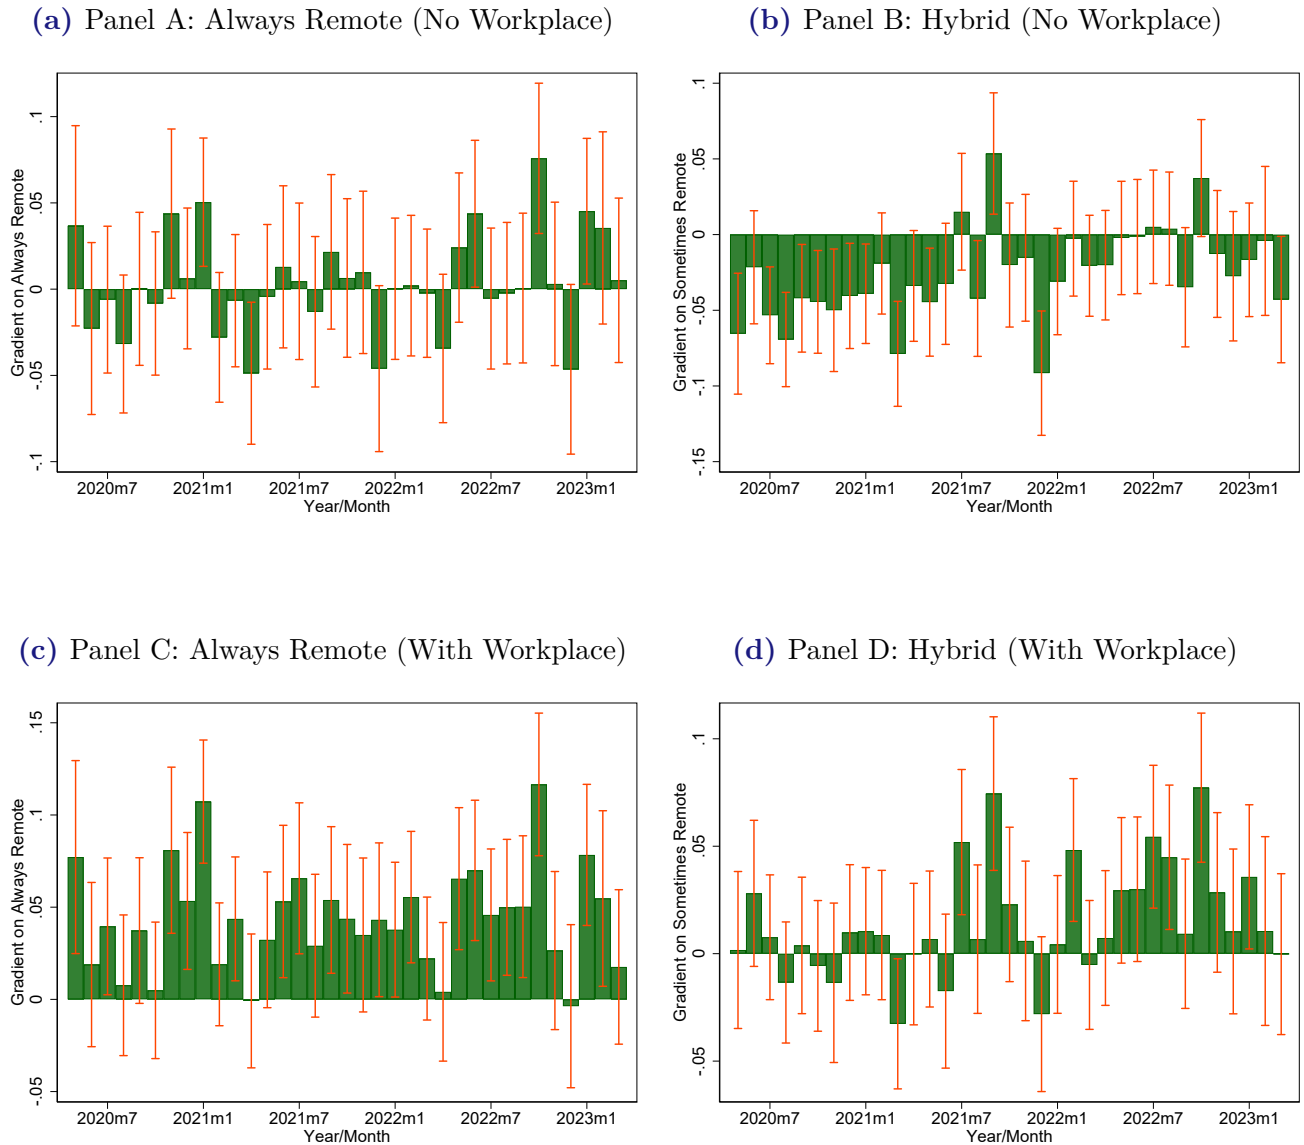 (a) Panel A: Always Remote (No Workplace)
.1
.05
0
-.05
-.1
Gradient on Always Remote
2020m7 2021m1 2021m7 2022m1 2022m7 2023m1
Year/Month
(b) Panel B: Hybrid (No Workplace)
.1
.05
0
-.05
-.1
-.15
Gradient on Sometimes Remote
2020m7 2021m1 2021m7 2022m1 2022m7 2023m1
Year/Month
(c) Panel C: Always Remote (With Workplace)
.15
.1
.05
0
-.05
Gradient on Always Remote
2020m7 2021m1 2021m7 2022m1 2022m7 2023m1
Year/Month
(d) Panel D: Hybrid (With Workplace)
.1
.05
0
-.05
Gradient on Sometimes Remote
2020m7 2021m1 2021m7 2022m1 2022m7 2023m1
Year/Month